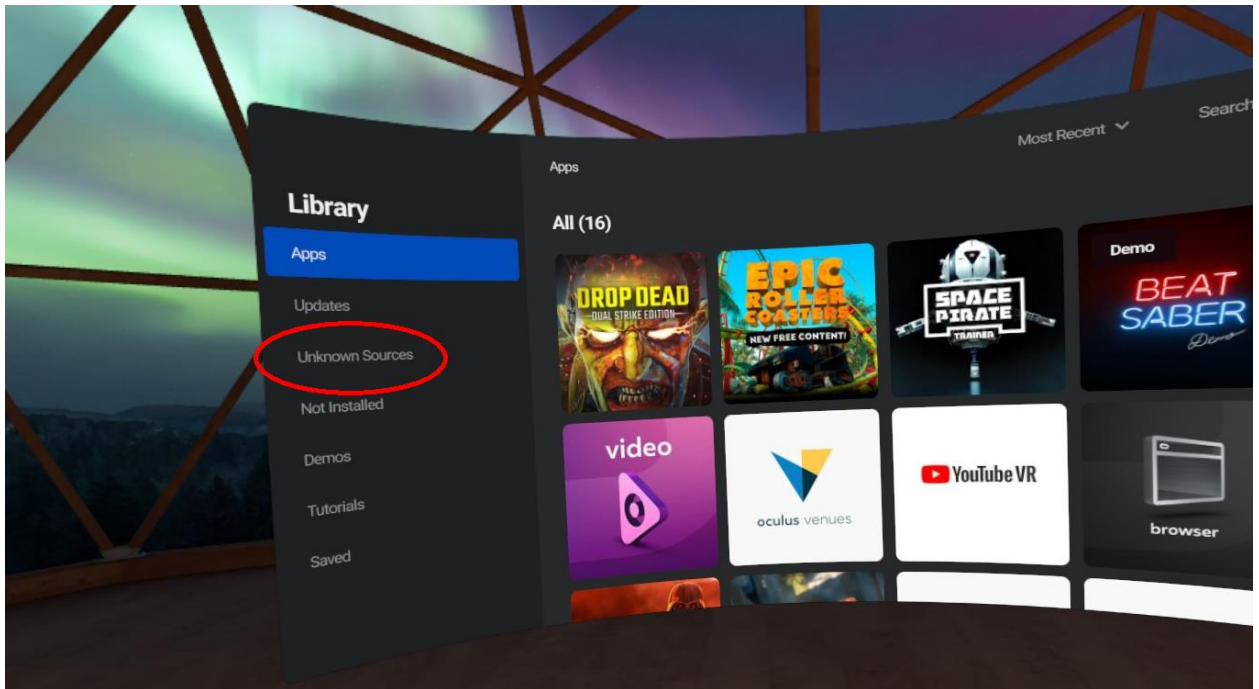 Library
Apps
Updates
Unknown Sources
Not Installed
Demos
Tutorials
Saved
Apps
Most Recent
Search
All (16)
DROP DEAD
DUAL STRIKE EDITION
EPIC
ROLLER
COASTERS
NEW FREE CONTENT!
SPACE
PIRATE
TRAINER
Demo
BEAT
SABER
Demo
video
oculus venues
YouTube VR
browser